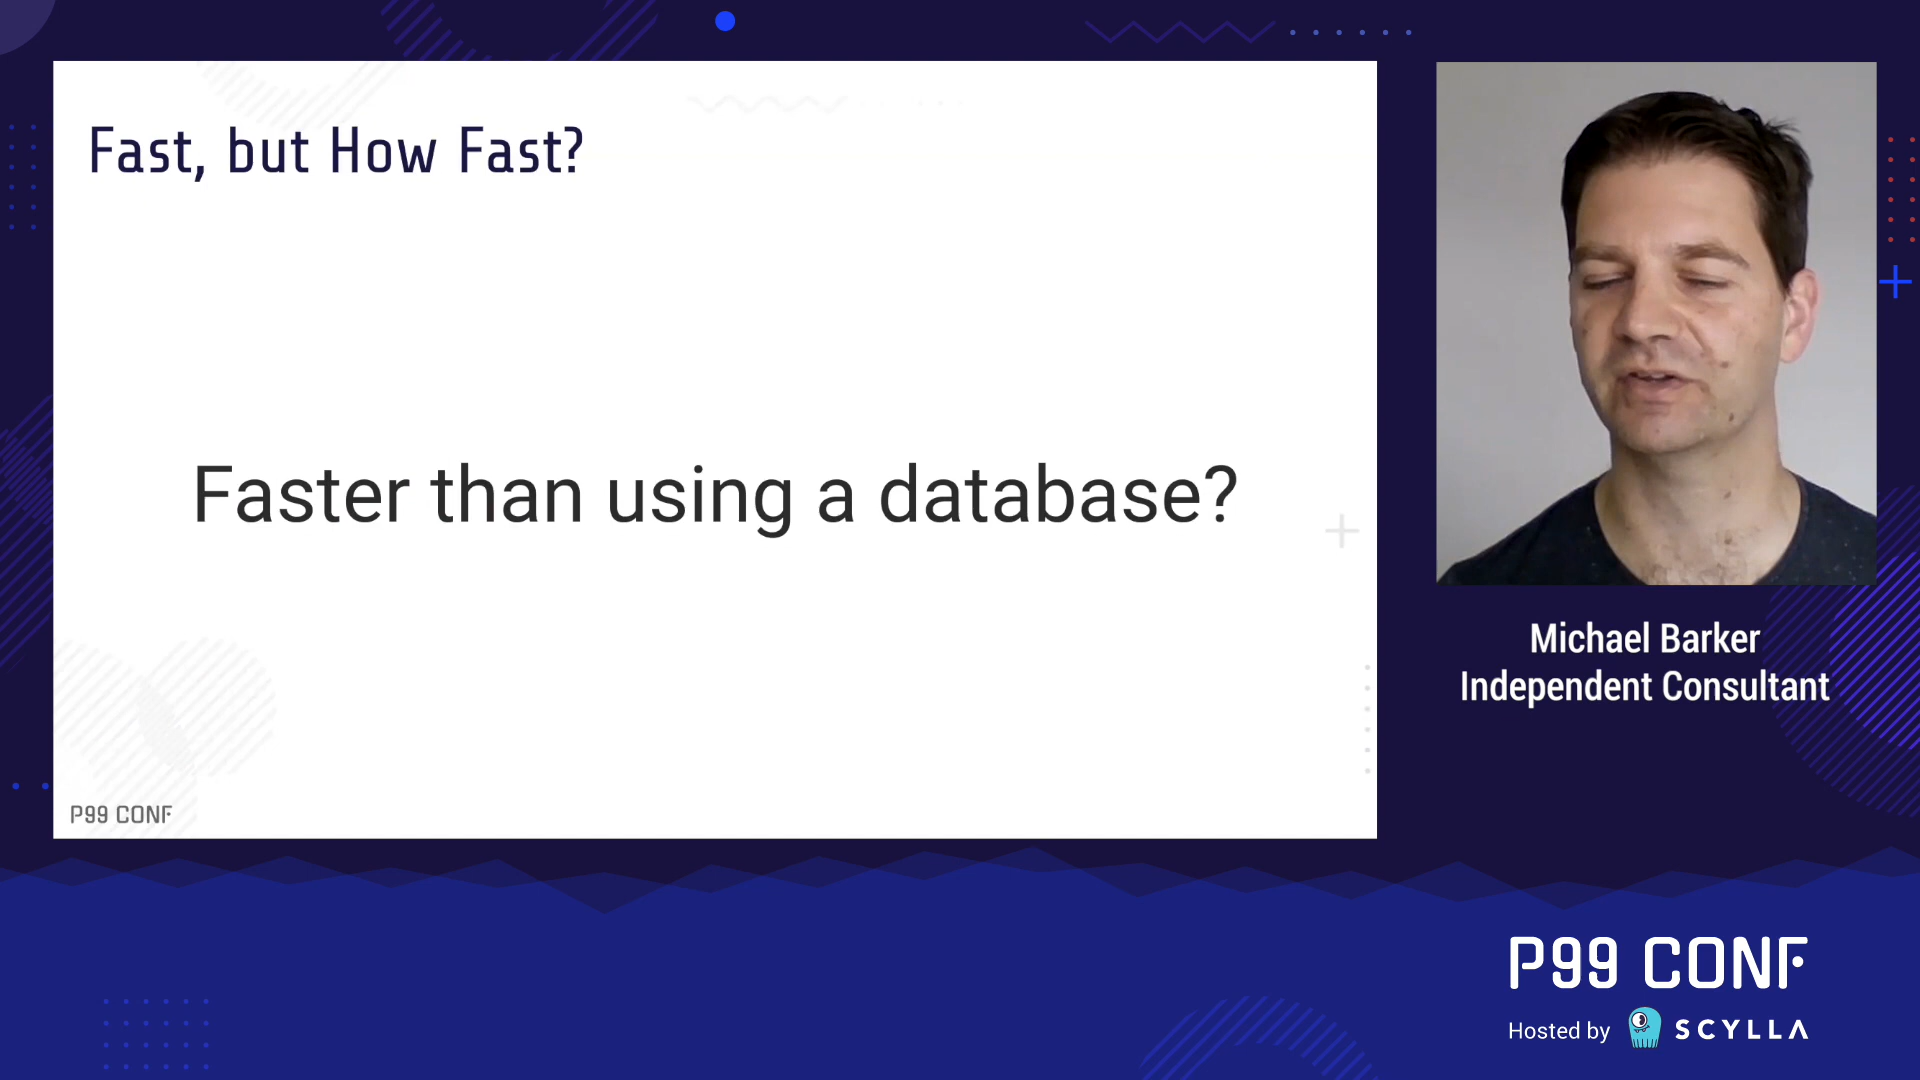 Fast, but How Fast?
Faster than using a database?
P99 CONF
Michael Barker
Independent Consultant
P99 CONF
Hosted by SCYLLA